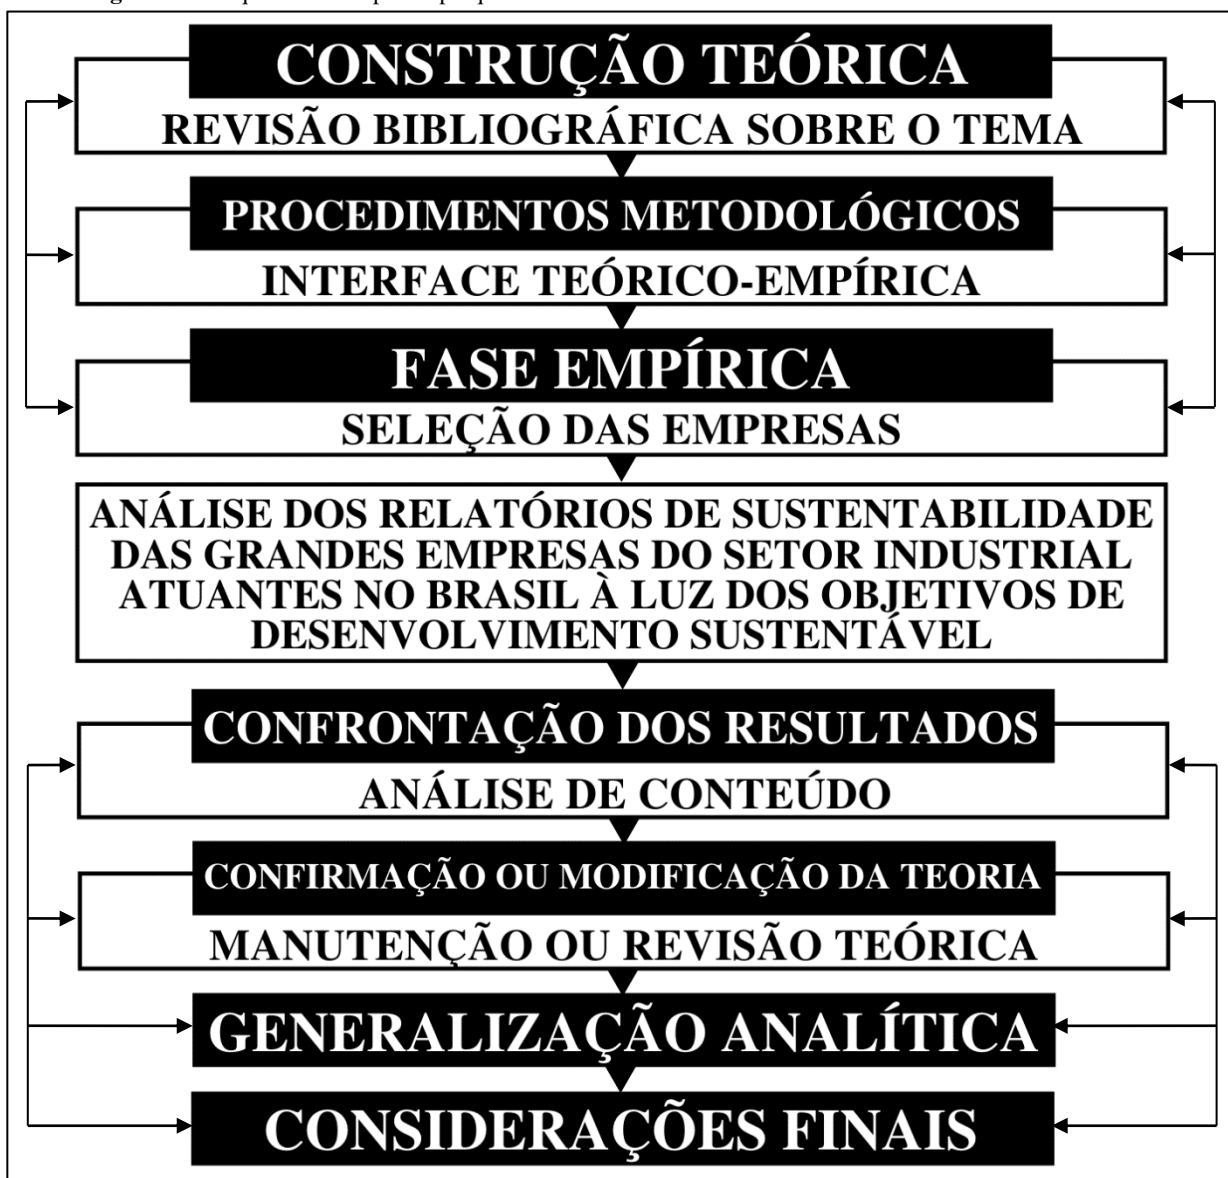 CONSTRUÇÃO TEÓRICA
REVISÃO BIBLIOGRÁFICA SOBRE O TEMA
PROCEDIMENTOS METODOLÓGICOS
INTERFACE TEÓRICO-EMPÍRICA
FASE EMPÍRICA
SELEÇÃO DAS EMPRESAS
ANÁLISE DOS RELATÓRIOS DE SUSTENTABILIDADE
DAS GRANDES EMPRESAS DO SETOR INDUSTRIAL
ATUANTES NO BRASIL À LUZ DOS OBJETIVOS DE
DESENVOLVIMENTO SUSTENTÁVEL
CONFRONTAÇÃO DOS RESULTADOS
ANÁLISE DE CONTEÚDO
CONFIRMAÇÃO OU MODIFICAÇÃO DA TEORIA
MANUTENÇÃO OU REVISÃO TEÓRICA
GENERALIZAÇÃO ANALÍTICA
CONSIDERAÇÕES FINAIS